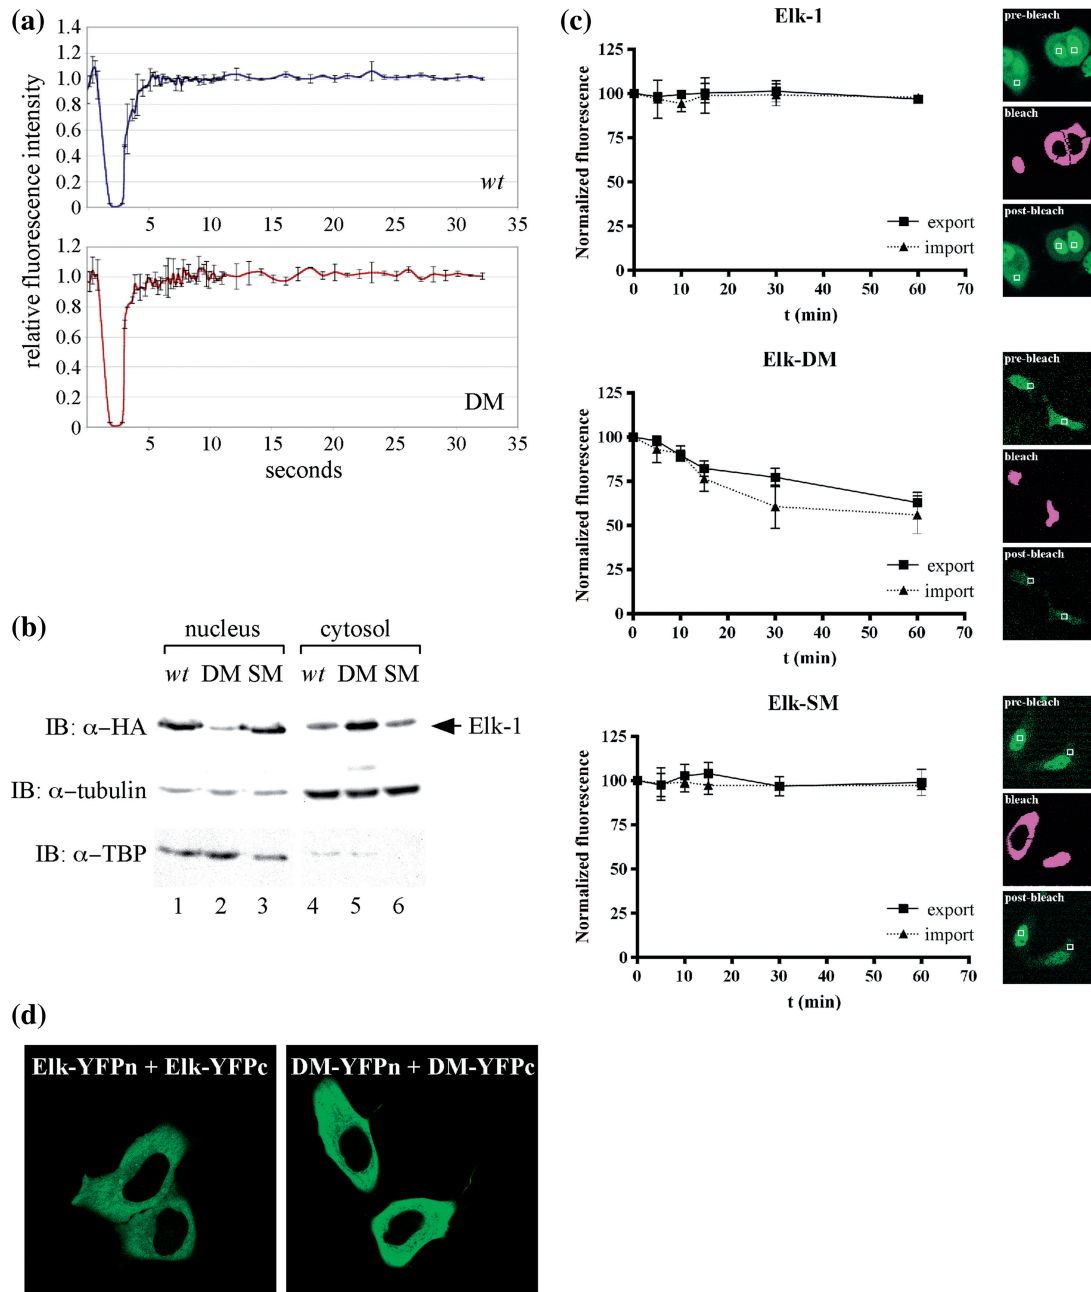 (a)
relative fluorescence intensity
1.4
1.2
1.0
0.8
0.6
0.4
0.2
0
wt
5 10 15 20 25 30 35
1.2
1.0
0.8
0.6
0.4
0.2
0
DM
5 10 15 20 25 30 35
seconds
(b)
nucleus cytosol
wt DM SM wt DM SM
IB: α–HA Elk-1
IB: α–tubulin
IB: α–TBP
1 2 3 4 5 6
(c)
Elk-1
Normalized fluorescence
125
100
75
50
25
0
export
import
0 10 20 30 40 50 60 70
t (min)
pre-bleach
bleach
post-bleach
Elk-DM
Normalized fluorescence
125
100
75
50
25
0
export
import
0 10 20 30 40 50 60 70
t (min)
pre-bleach
bleach
post-bleach
Elk-SM
Normalized fluorescence
125
100
75
50
25
0
export
import
0 10 20 30 40 50 60 70
t (min)
pre-bleach
bleach
post-bleach
(d)
Elk-YFPn + Elk-YFPc
DM-YFPn + DM-YFPc